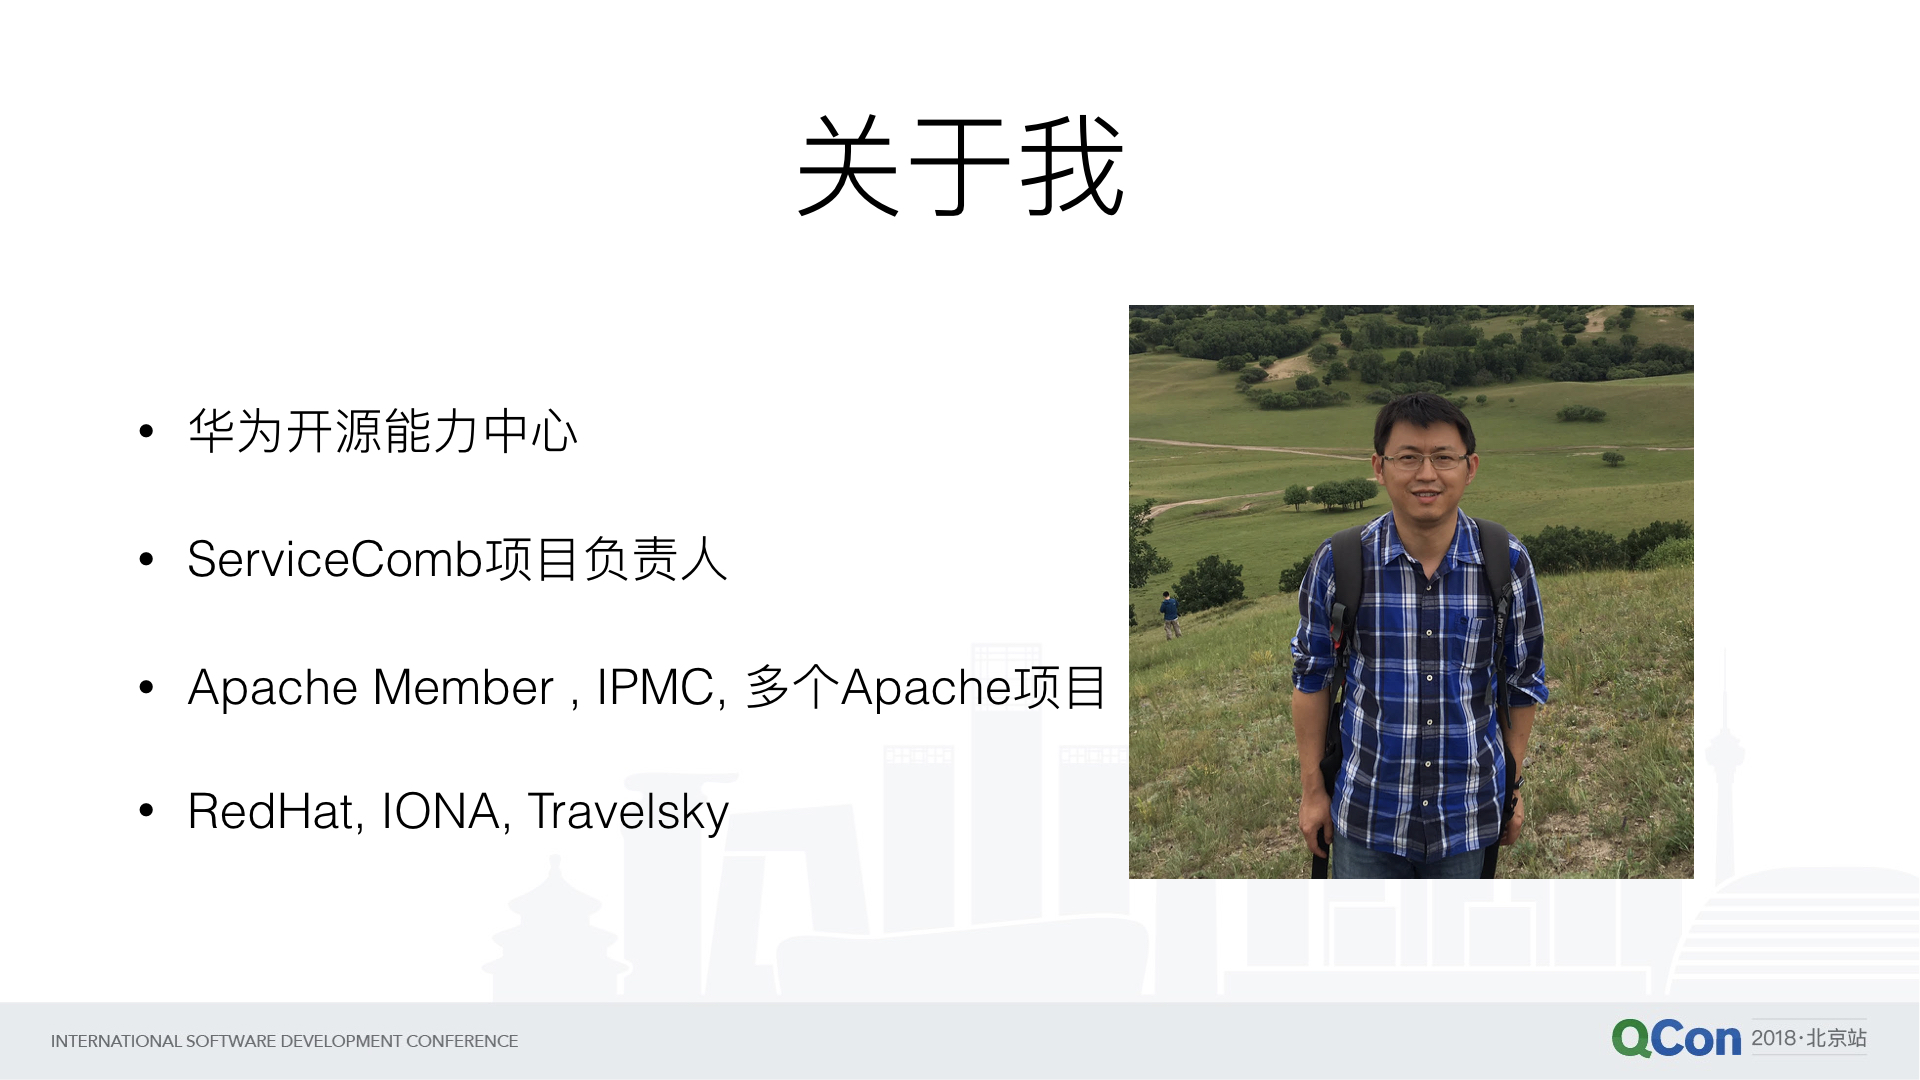 关于我
• 华为开源能力中心
• ServiceComb项目负责人
• Apache Member , IPMC, 多个Apache项目
• RedHat, IONA, Travelsky
INTERNATIONAL SOFTWARE DEVELOPMENT CONFERENCE
QCon 2018·北京站